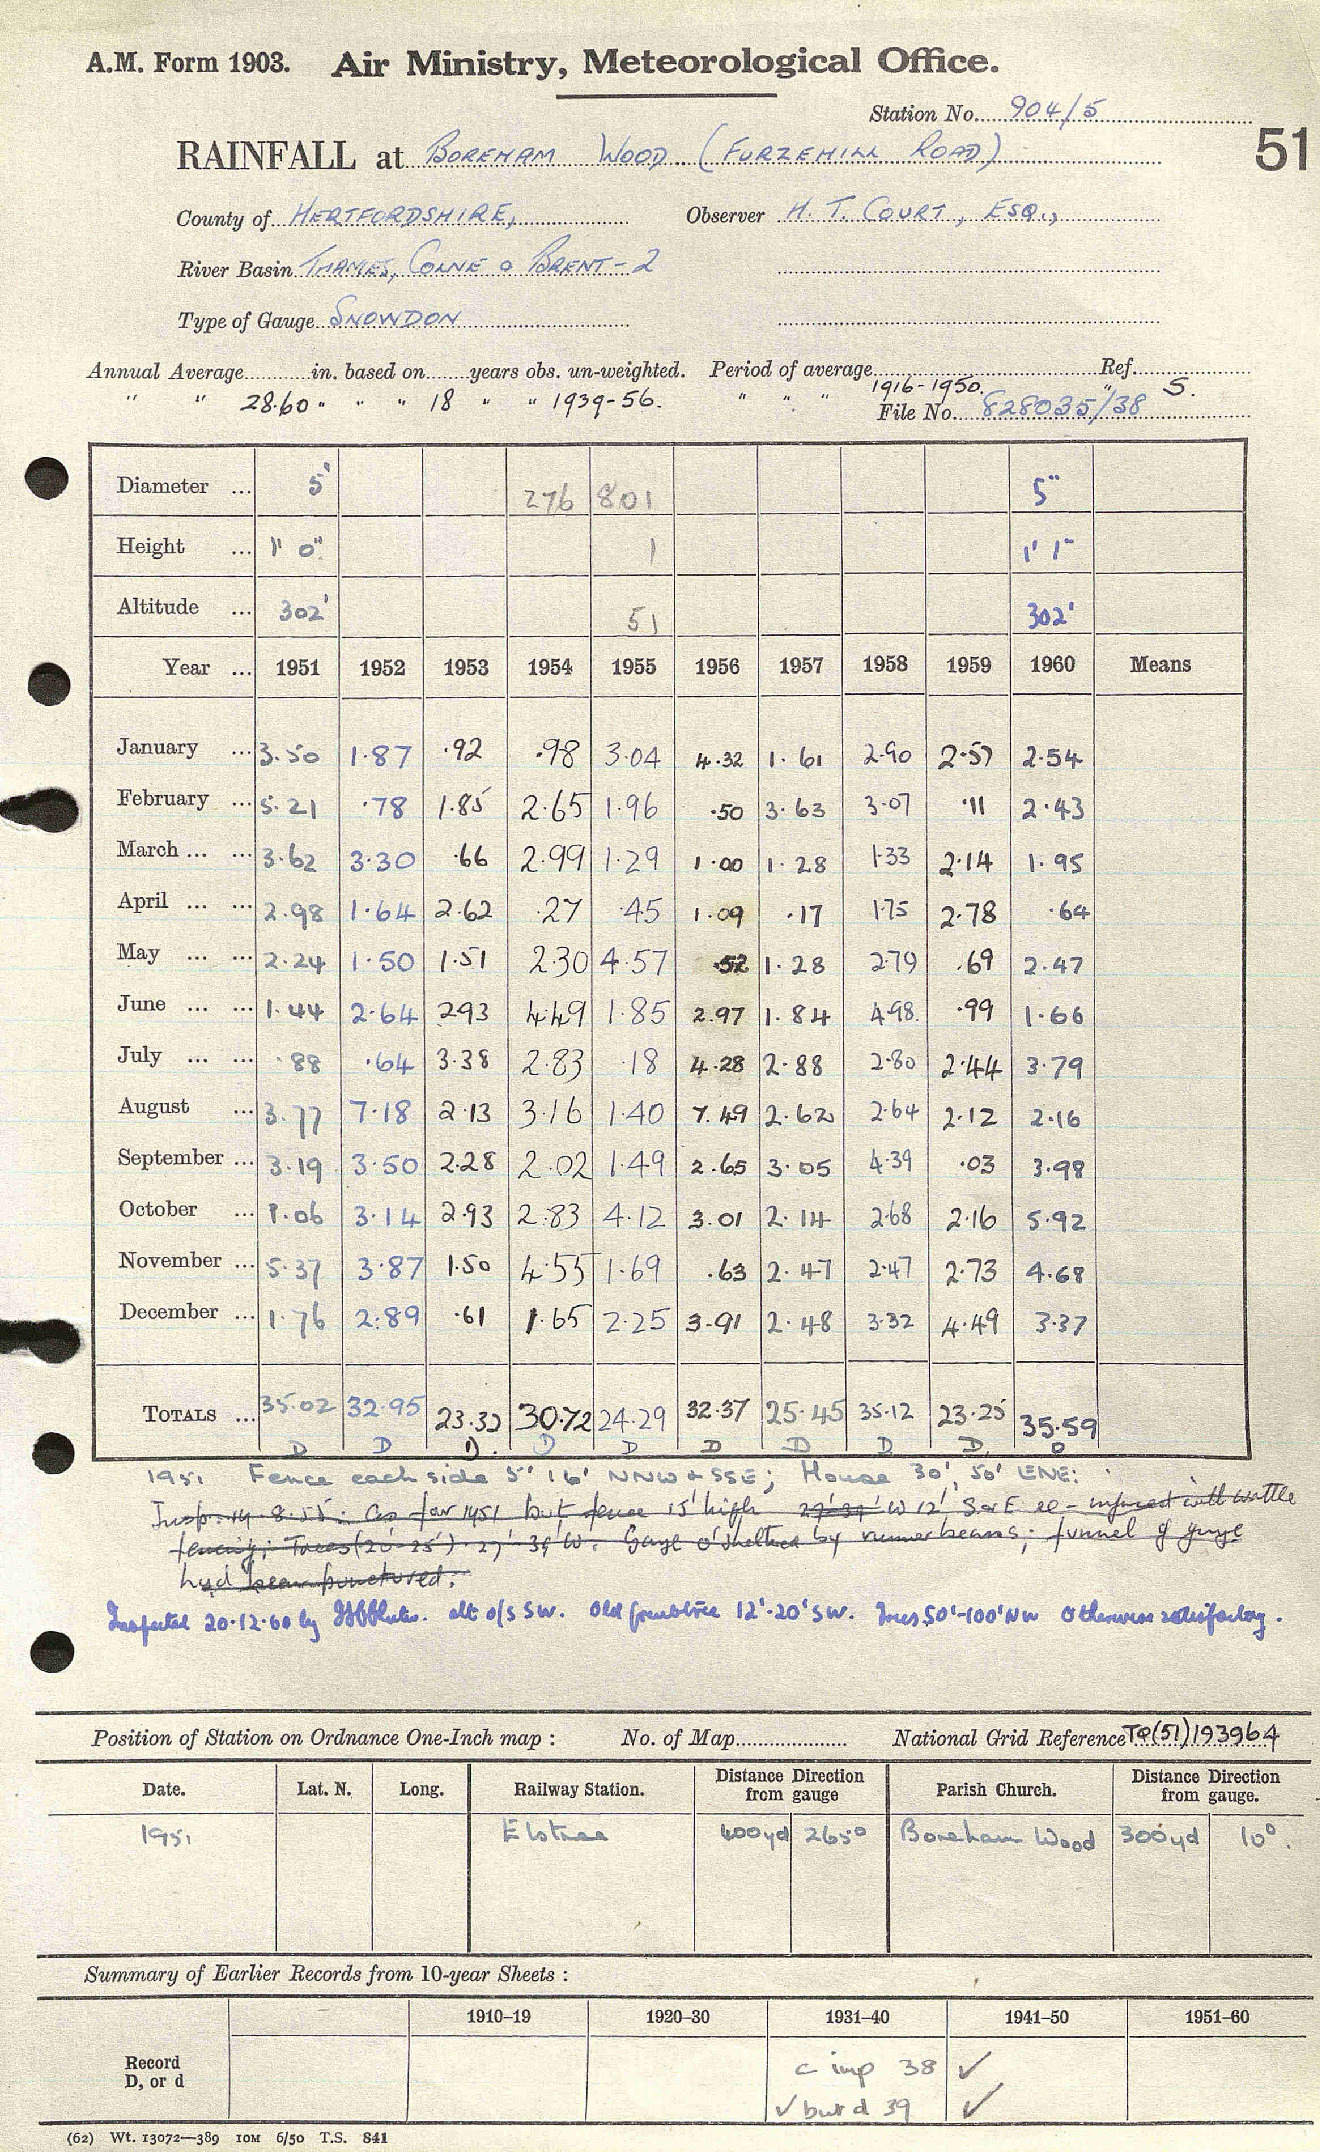 A.M. Form 1903. Air Ministry, Meteorological Office.
Station No. 904/5
51
RAINFALL at BOREHAM WOOD (FURZEHILL ROAD)
County of HERTFORDSHIRE, Observer H. T. COURT, ESQ.,
River Basin THAMES, COLNE & BRENT-2
Type of Gauge SNOWDON
Annual Average in. based on years obs. un-weighted. Period of average Ref.
" " 28.60 " " " 18 " " 1939-56. " " " 1916-1950. " S.
File No. 828035/38
Diameter ... 5" 276 801 5"
Height ... 1' 0" 1 1' 1"
Altitude ... 302' 51 302'
Year ... 1951 1952 1953 1954 1955 1956 1957 1958 1959 1960 Means
January ... 3.50 1.87 .92 .98 3.04 4.32 1.61 2.90 2.57 2.54
February ... 5.21 .78 1.85 2.65 1.96 .50 3.63 3.07 .11 2.43
March ... ... 3.62 3.30 .66 2.99 1.29 1.00 1.28 1.33 2.14 1.95
April ... ... 2.98 1.64 2.62 .27 .45 1.09 .17 1.75 2.78 .64
May ... ... 2.24 1.50 1.51 2.30 4.57 .52 1.28 2.79 .69 2.47
June ... ... 1.44 2.64 2.93 4.49 1.85 2.97 1.84 4.98 .99 1.66
July ... ... .88 .64 3.38 2.83 .18 4.28 2.88 2.80 2.44 3.79
August ... 3.77 7.18 2.13 3.16 1.40 7.49 2.62 2.64 2.12 2.16
September ... 3.19 3.50 2.28 2.02 1.49 2.65 3.05 4.39 .03 3.98
October ... 1.06 3.14 2.93 2.83 4.12 3.01 2.14 2.68 2.16 5.92
November ... 5.37 3.87 1.50 4.55 1.69 .63 2.47 2.47 2.73 4.68
December ... 1.76 2.89 .61 1.65 2.25 3.91 2.48 3.32 4.49 3.37
TOTALS ... 35.02 32.95 23.32 30.72 24.29 32.37 25.45 35.12 23.25 35.59
D D D D D D D D D D
1951 Fence each side 5' 16' NNW & SSE; House 30', 50' ENE:
Insp. 14.8.55. As for 1951 but fence 15' high W 12' S & E with wattle
fencing; Trees (20'-25') 27'-39' W. Gauge o'sheltered by runner beans; funnel of gauge
had been punctured.
Inspected 20.12.60 by alt o/s SW. Old 12'-20' SW. Trees 50'-100' NW Otherwise satisfactory.
Position of Station on Ordnance One-Inch map : No. of Map National Grid Reference TQ(51)193964
Date. Lat. N. Long. Railway Station. Distance Direction from gauge Parish Church. Distance Direction from gauge.
1951 Elstree 400yd 265° Boreham Wood 300yd 10°.
Summary of Earlier Records from 10-year Sheets :
1910–19 1920–30 1931–40 1941–50 1951–60
Record D, or d
c imp 38 ✓
✓ but d 39 ✓
(62) Wt. 13072—389 10M 6/50 T.S. 841